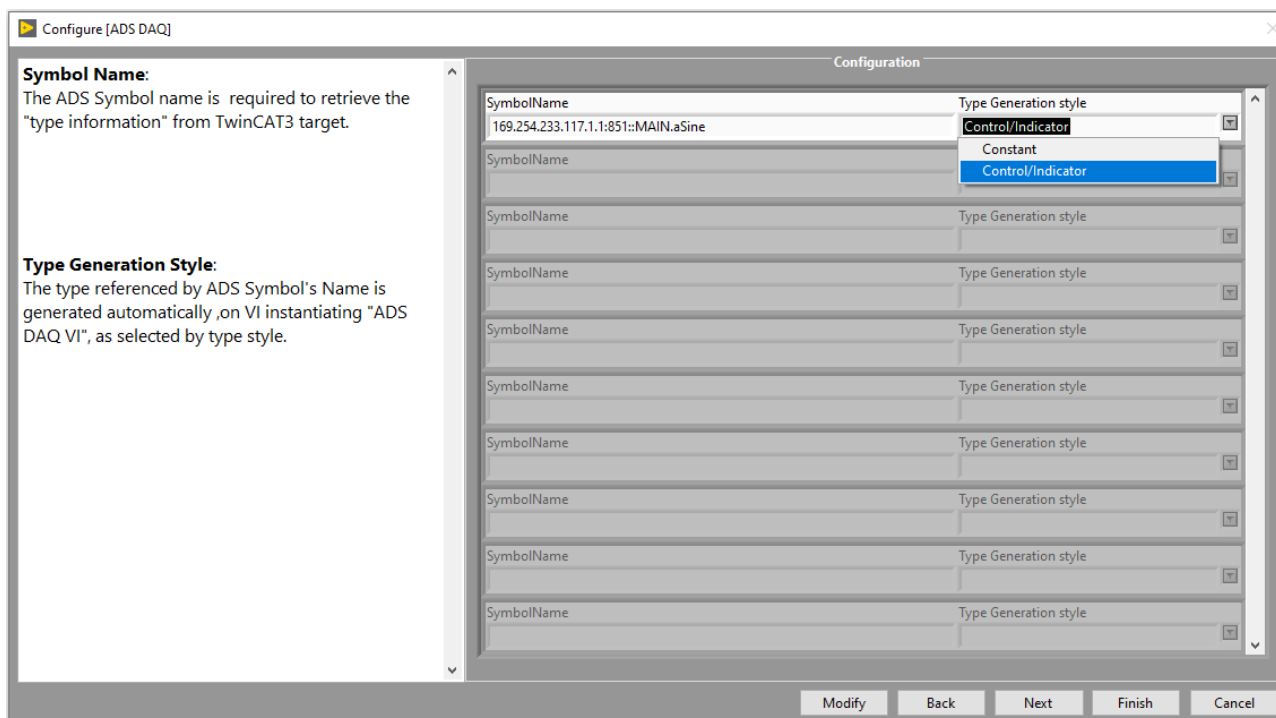 Configure [ADS DAQ]
Symbol Name:
The ADS Symbol name is  required to retrieve the
"type information" from TwinCAT3 target.
Type Generation Style:
The type referenced by ADS Symbol's Name is
generated automatically ,on VI instantiating "ADS
DAQ VI", as selected by type style.
Configuration
SymbolName Type Generation style
169.254.233.117.1.1:851::MAIN.aSine Control/Indicator
Constant
Control/Indicator
SymbolName
SymbolName Type Generation style
SymbolName Type Generation style
SymbolName Type Generation style
SymbolName Type Generation style
SymbolName Type Generation style
SymbolName Type Generation style
SymbolName Type Generation style
SymbolName Type Generation style
Modify Back Next Finish Cancel